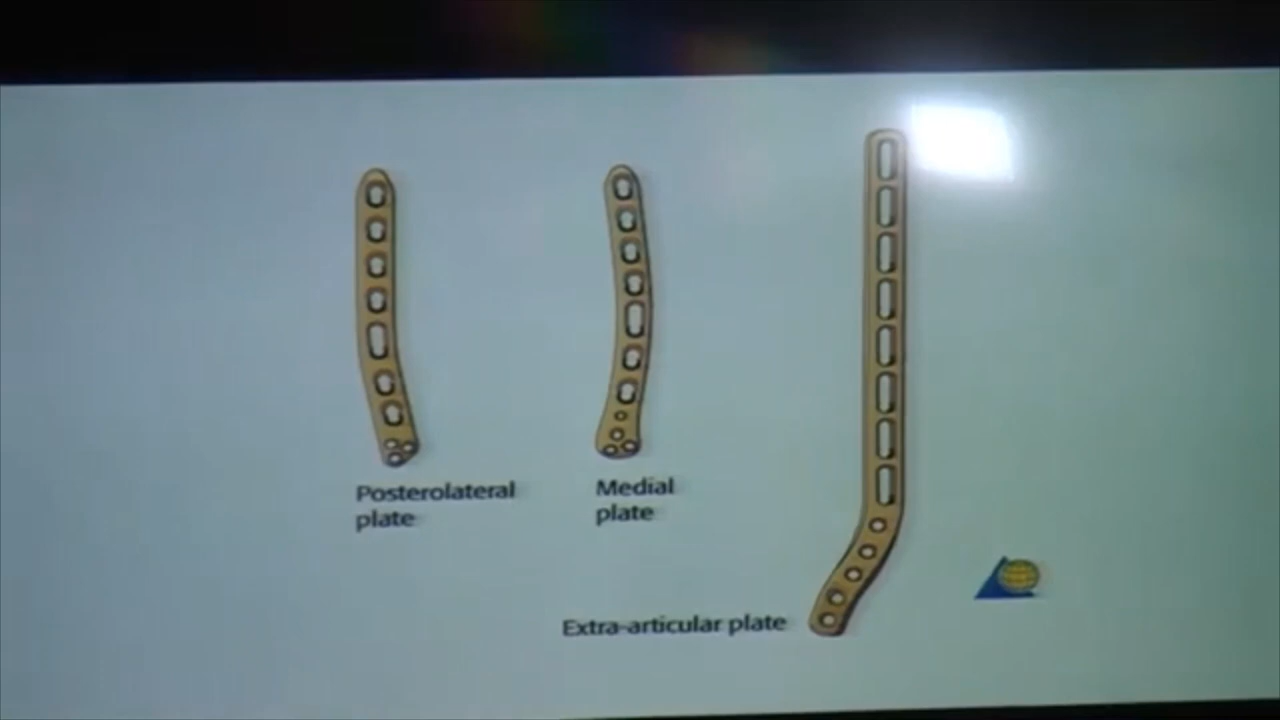 Posterolateral
plate
Medial
plate
Extra-articular plate